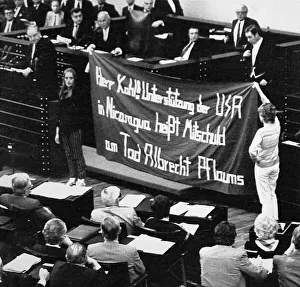 Herr Kohl: Unterstützung der USA
in Nicaragua heißt Mitschuld
am Tod Albrecht Pflaums